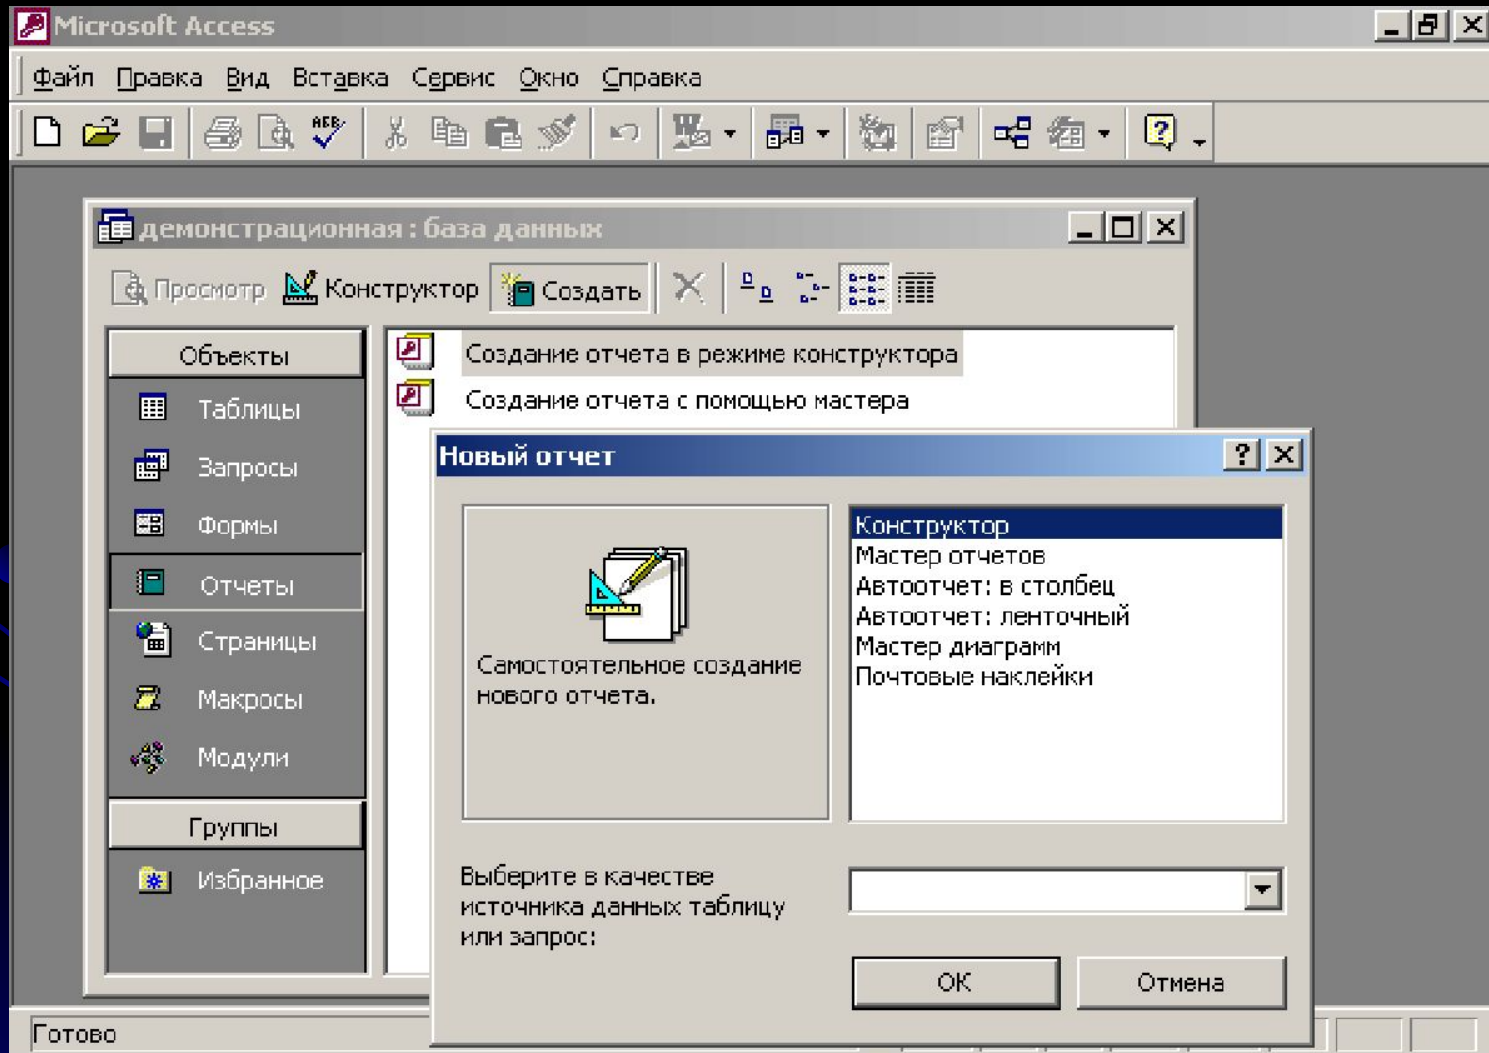 Microsoft Access
Файл Правка Вид Вставка Сервис Окно Справка
демонстрационная : база данных
Просмотр Конструктор Создать
Объекты
Таблицы
Запросы
Формы
Отчеты
Страницы
Макросы
Модули
Группы
Избранное
Создание отчета в режиме конструктора
Создание отчета с помощью мастера
Новый отчет
Самостоятельное создание
нового отчета.
Конструктор
Мастер отчетов
Автоотчет: в столбец
Автоотчет: ленточный
Мастер диаграмм
Почтовые наклейки
Выберите в качестве
источника данных таблицу
или запрос:
ОК Отмена
Готово